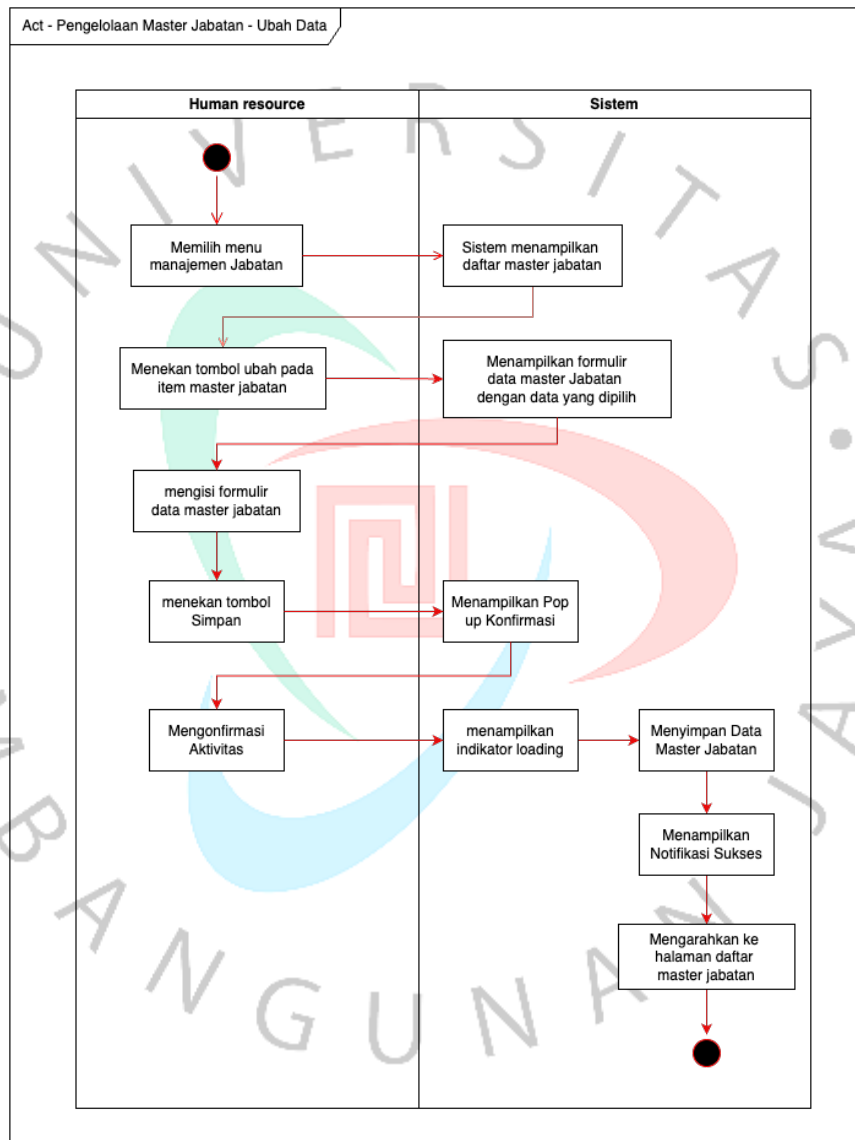 Act - Pengelolaan Master Jabatan - Ubah Data
Human resource
Sistem
Memilih menu
manajemen Jabatan
Sistem menampilkan
daftar master jabatan
Menekan tombol ubah pada
item master jabatan
Menampilkan formulir
data master Jabatan
dengan data yang dipilih
mengisi formulir
data master jabatan
menekan tombol
Simpan
Menampilkan Pop
up Konfirmasi
Mengonfirmasi
Aktivitas
menampilkan
indikator loading
Menyimpan Data
Master Jabatan
Menampilkan
Notifikasi Sukses
Mengarahkan ke
halaman daftar
master jabatan
UNIVERSITAS
MBANGUNAN JAYA